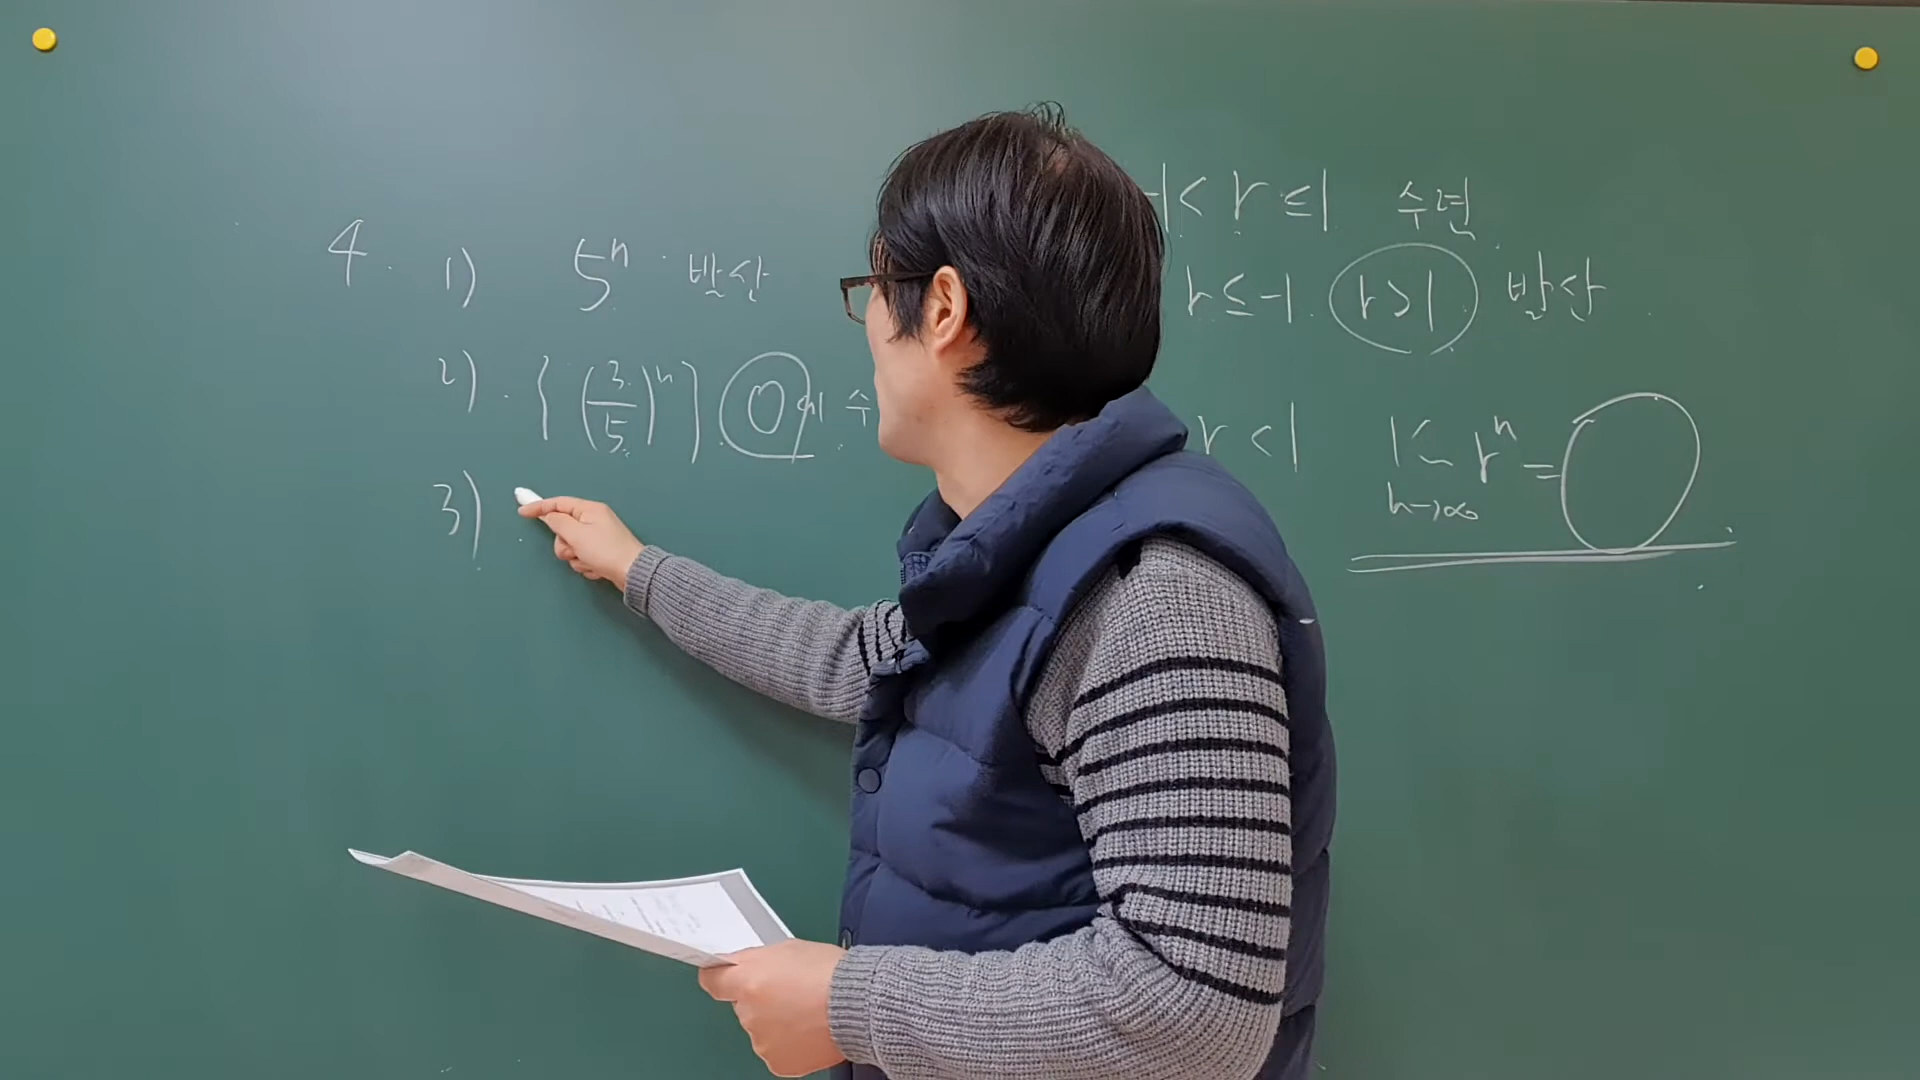 4. 1) 5ⁿ 발산
2) { (3/5)ⁿ } 0에 수
3)
-1 < r ≤ 1 수렴
r ≤ -1. r > 1 발산
r < 1 lim n→∞ rⁿ =